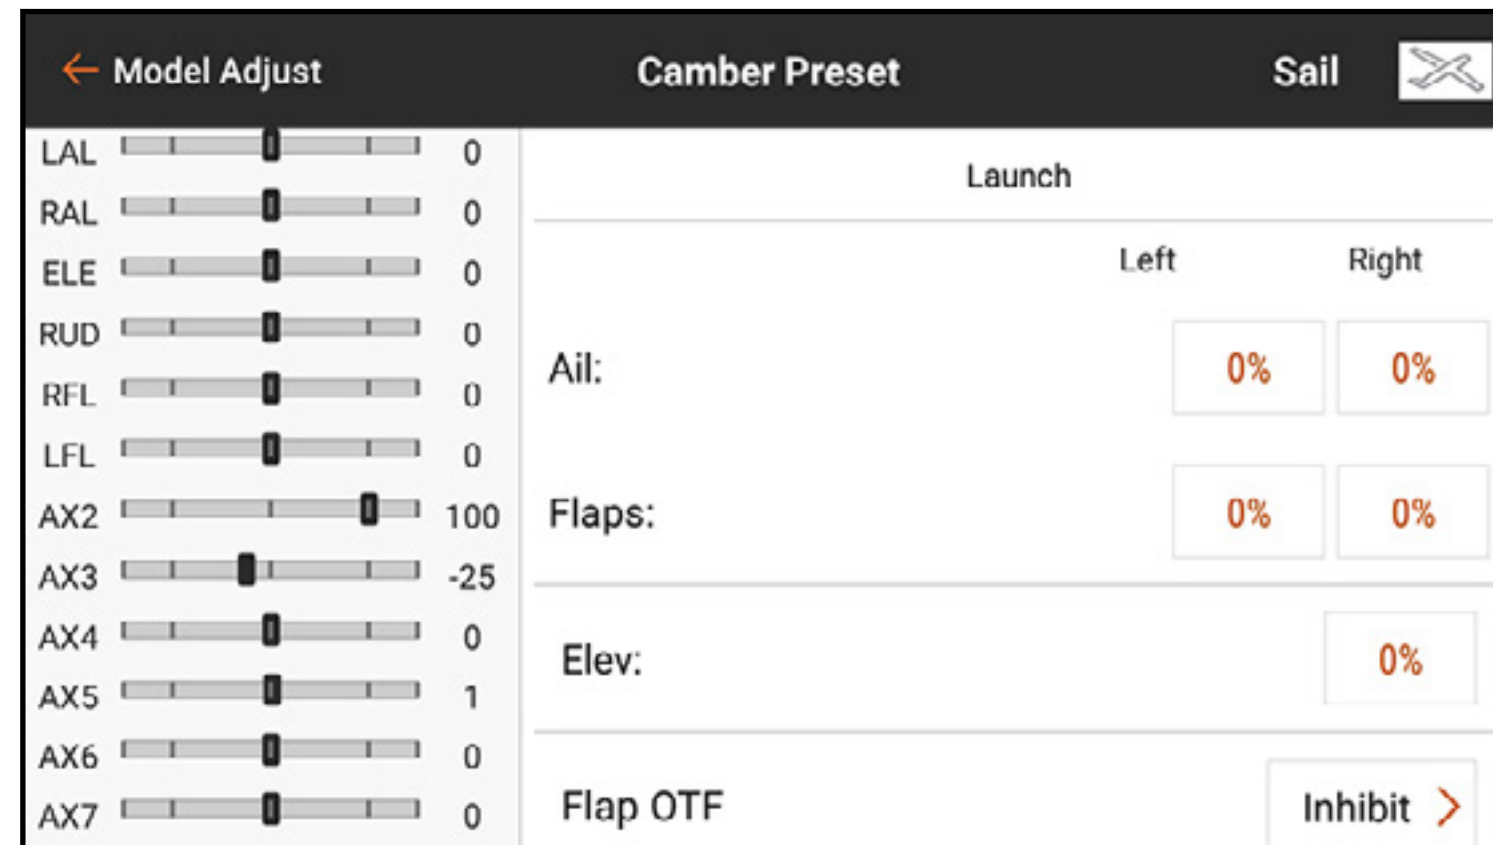 ← Model Adjust Camber Preset Sail
LAL 0
RAL 0
ELE 0
RUD 0
RFL 0
LFL 0
AX2 100
AX3 -25
AX4 0
AX5 1
AX6 0
AX7 0
Launch
Left Right
Ail: 0% 0%
Flaps: 0% 0%
Elev: 0%
Flap OTF Inhibit >